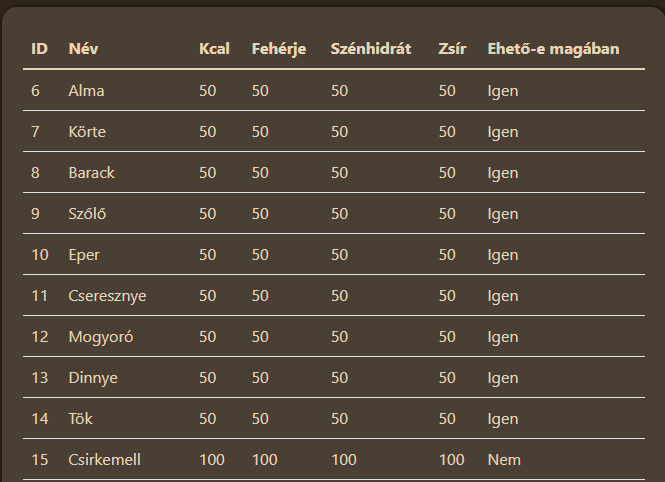 ID Név Kcal Fehérje Szénhidrát Zsír Ehető-e magában
6 Alma 50 50 50 50 Igen
7 Körte 50 50 50 50 Igen
8 Barack 50 50 50 50 Igen
9 Szőlő 50 50 50 50 Igen
10 Eper 50 50 50 50 Igen
11 Cseresznye 50 50 50 50 Igen
12 Mogyoró 50 50 50 50 Igen
13 Dinnye 50 50 50 50 Igen
14 Tök 50 50 50 50 Igen
15 Csirkemell 100 100 100 100 Nem